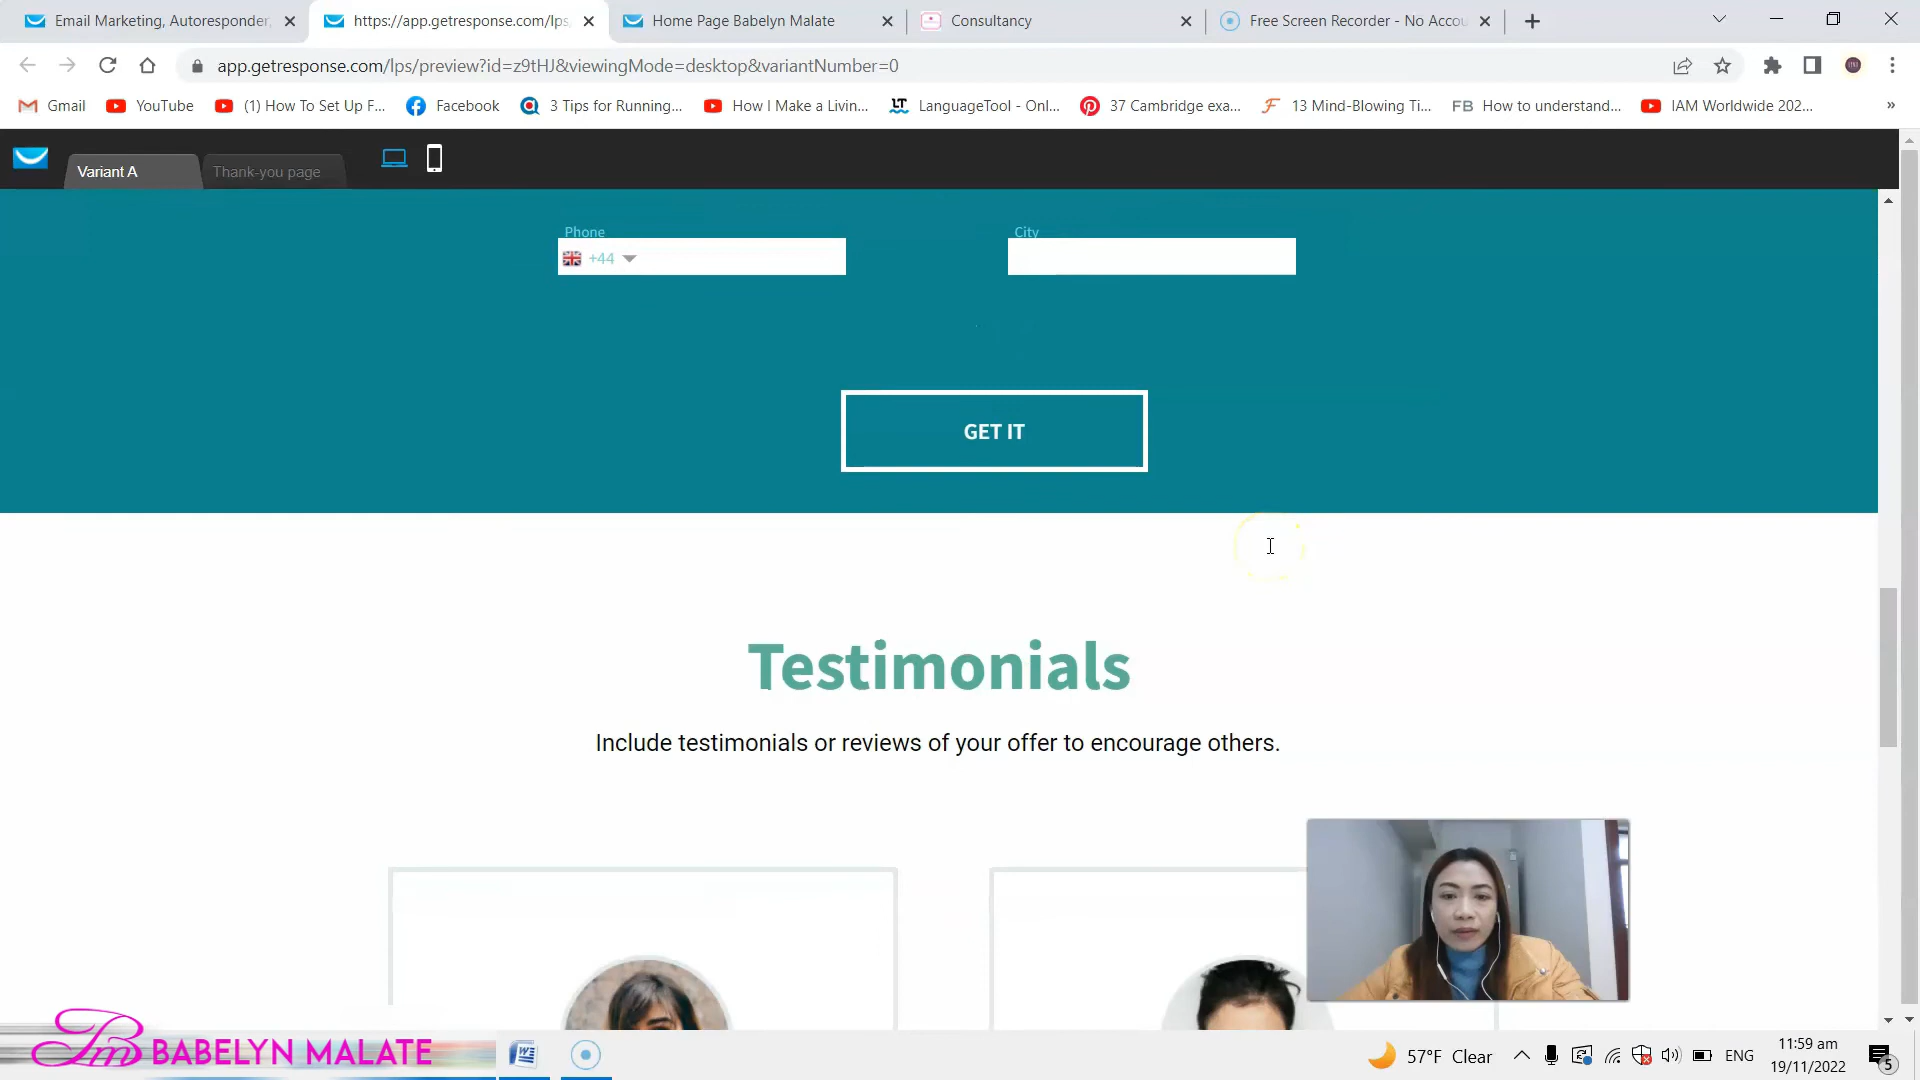 Email Marketing, Autoresponder,
https://app.getresponse.com/lps
Home Page Babelyn Malate
Consultancy
Free Screen Recorder - No Accou
app.getresponse.com/lps/preview?id=z9tHJ&viewingMode=desktop&variantNumber=0
Gmail
YouTube
(1) How To Set Up F...
Facebook
3 Tips for Running...
How I Make a Livin...
LT
LanguageTool - Onl...
37 Cambridge exa...
13 Mind-Blowing Ti...
FB
How to understand...
IAM Worldwide 202...
»
Variant A
Thank-you page
Phone
City
+44
GET IT
Testimonials
Include testimonials or reviews of your offer to encourage others.
BABELYN MALATE
57°F Clear
ENG
11:59 am
19/11/2022
5